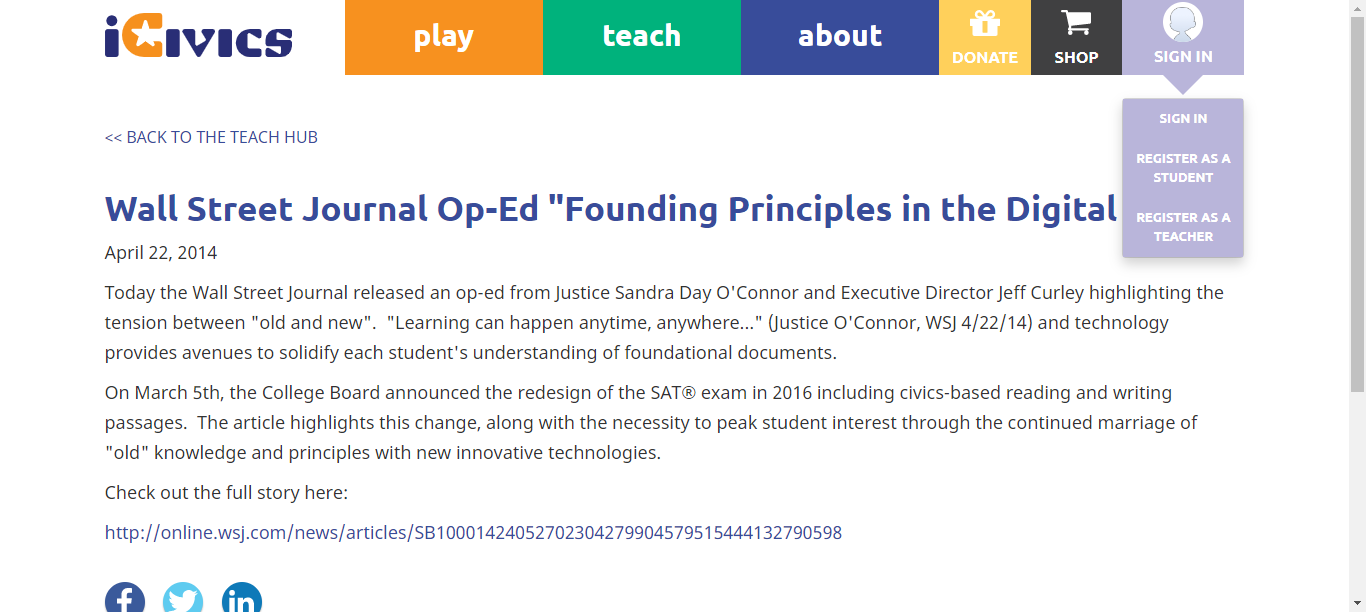 iCivics
play
teach
about
DONATE
SHOP
SIGN IN
SIGN IN
REGISTER AS A
STUDENT
REGISTER AS A
TEACHER
<< BACK TO THE TEACH HUB
Wall Street Journal Op-Ed "Founding Principles in the Digital
April 22, 2014
Today the Wall Street Journal released an op-ed from Justice Sandra Day O'Connor and Executive Director Jeff Curley highlighting the
tension between "old and new".  "Learning can happen anytime, anywhere..." (Justice O'Connor, WSJ 4/22/14) and technology
provides avenues to solidify each student's understanding of foundational documents.
On March 5th, the College Board announced the redesign of the SAT® exam in 2016 including civics-based reading and writing
passages.  The article highlights this change, along with the necessity to peak student interest through the continued marriage of
"old" knowledge and principles with new innovative technologies.
Check out the full story here:
http://online.wsj.com/news/articles/SB10001424052702304279904579515444132790598